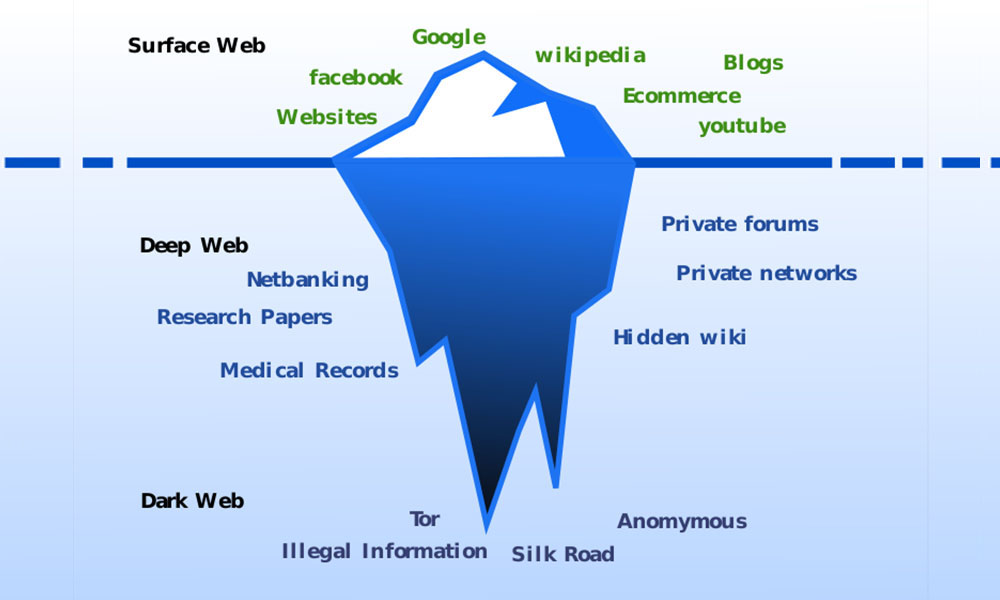 Google
Surface Web
wikipedia
Blogs
facebook
Ecommerce
Websites
youtube
Private forums
Deep Web
Private networks
Netbanking
Research Papers
Hidden wiki
Medical Records
Dark Web
Tor
Anomymous
Illegal Information
Silk Road